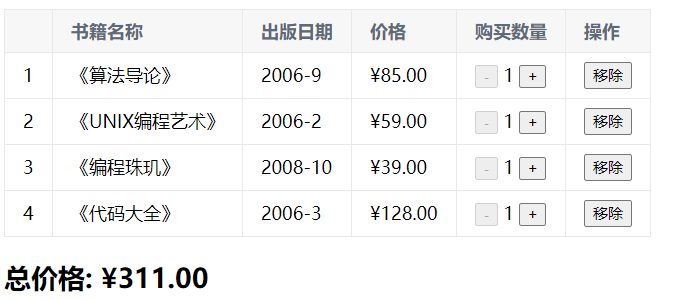 书籍名称 出版日期 价格 购买数量 操作
1 《算法导论》 2006-9 ¥85.00 - 1 + 移除
2 《UNIX编程艺术》 2006-2 ¥59.00 - 1 + 移除
3 《编程珠玑》 2008-10 ¥39.00 - 1 + 移除
4 《代码大全》 2006-3 ¥128.00 - 1 + 移除
总价格: ¥311.00